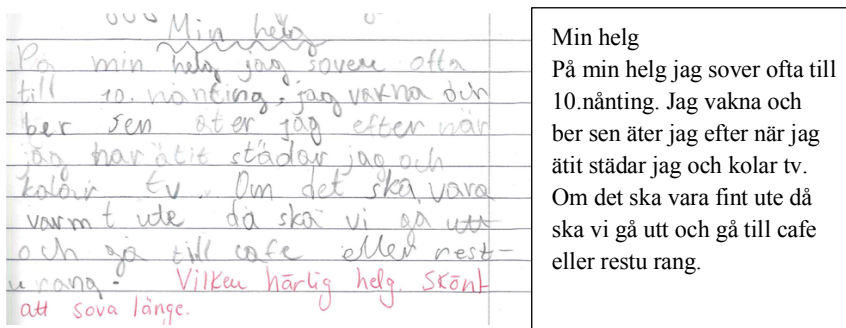 Min helg
På min helg jag sover ofta
till 10. nånting, jag vakna och
ber sen äter jag efter när
jag har ätit städar jag och
kolar tv. Om det ska vara
varmt ute då ska vi gå utt
och gå till cafe eller rest-
urang. Vilken härlig helg. Skönt
att sova länge.
Min helg
På min helg jag sover ofta till
10.nånting. Jag vakna och
ber sen äter jag efter när jag
ätit städar jag och kolar tv.
Om det ska vara fint ute då
ska vi gå utt och gå till cafe
eller restu rang.